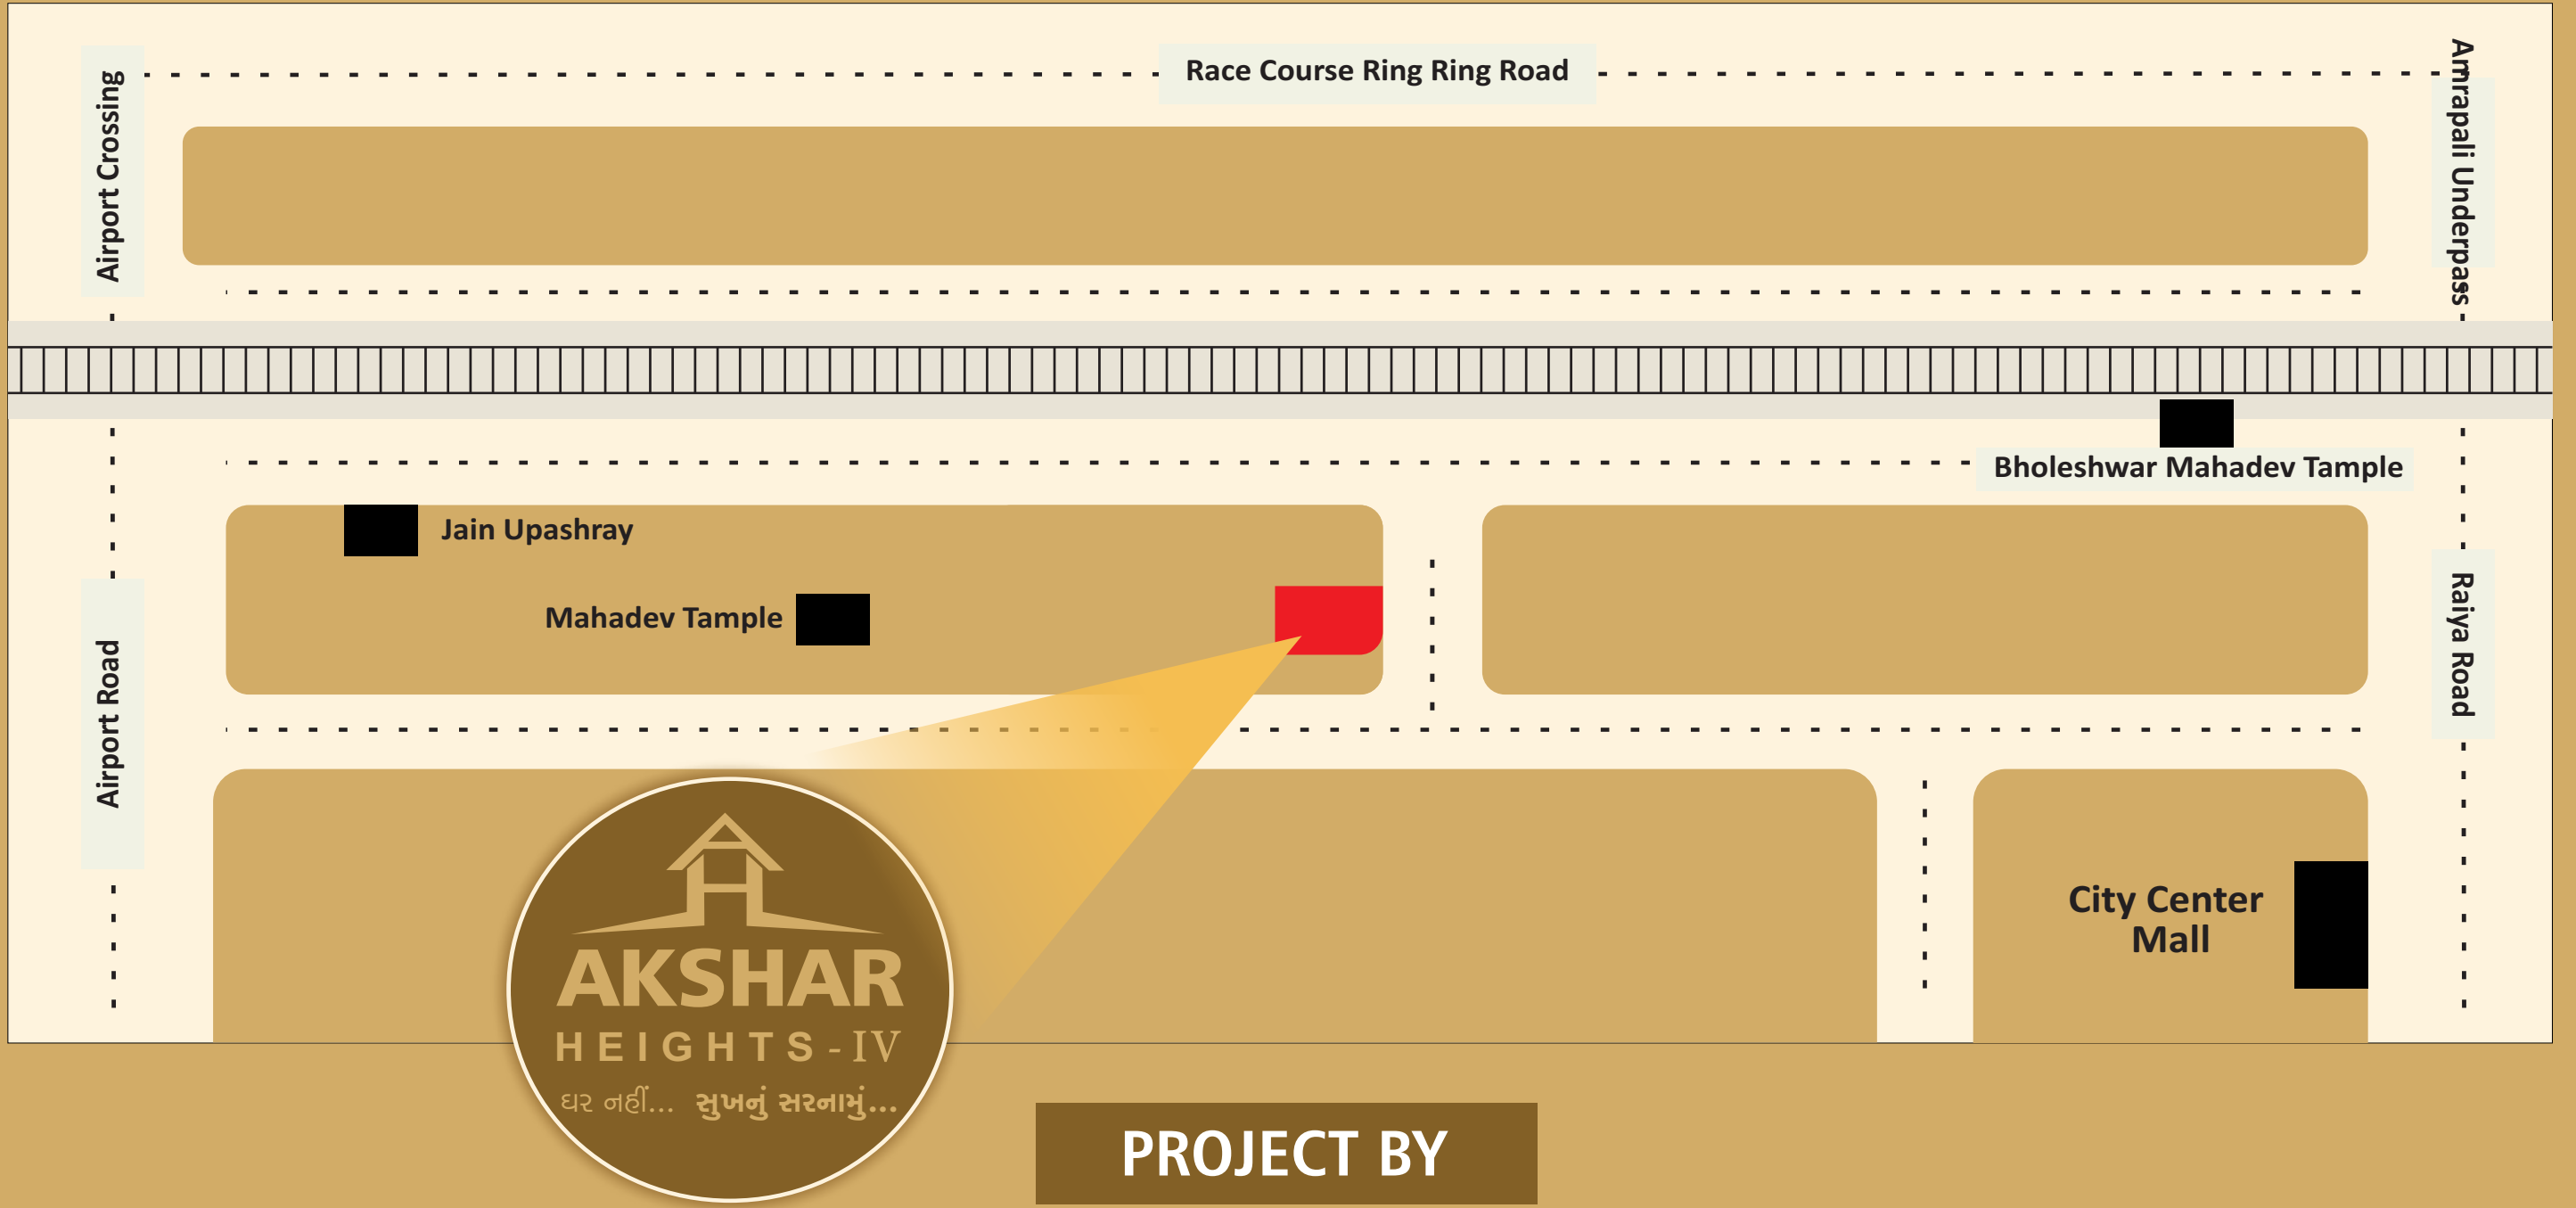 Race Course Ring Ring Road
Airport Crossing
Amrapali Underpass
Bholeshwar Mahadev Tample
Jain Upashray
Mahadev Tample
Airport Road
Raiya Road
City Center
Mall
AKSHAR
HEIGHTS-IV
ઘર નહીં... સુખનું સરનામું...
PROJECT BY